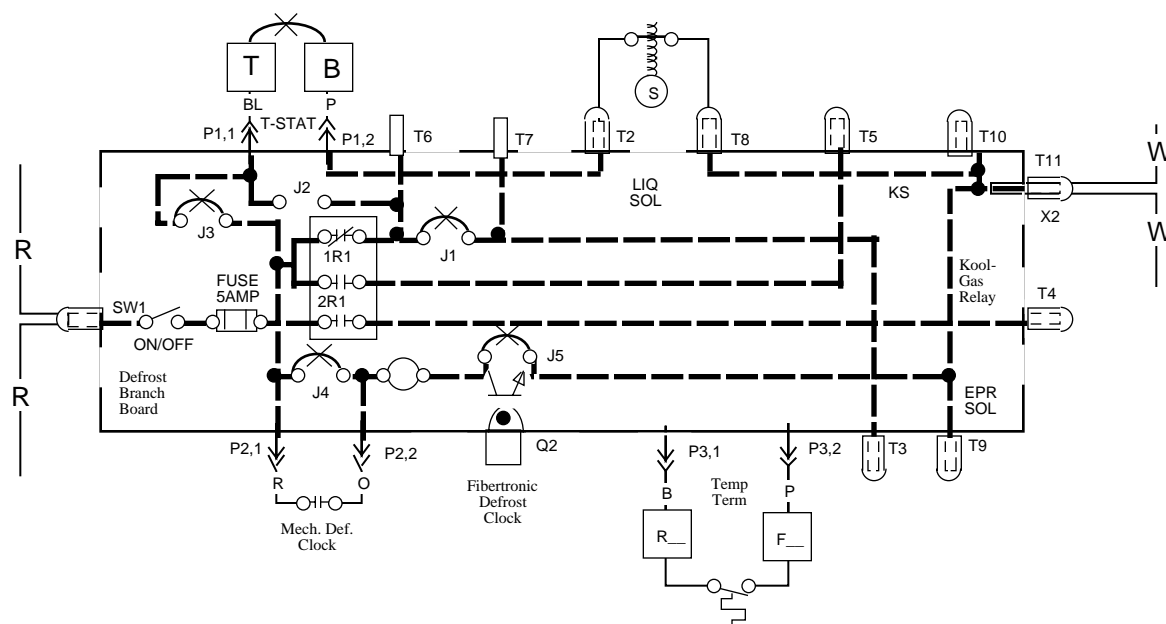 T
B
S
BL
P
T-STAT
P1,1
P1,2
T6
T7
T2
T8
T5
T10
T11
W
J2
LIQ
SOL
KS
X2
J3
R
1R1
J1
W
FUSE
5AMP
2R1
Kool-
Gas
Relay
T4
SW1
ON/OFF
J5
Defrost
Branch
Board
J4
EPR
SOL
R
P2,1
P2,2
Q2
P3,1
P3,2
T3
T9
R
O
Fibertronic
Defrost
Clock
B
Temp
Term
P
Mech. Def.
Clock
R__
F__